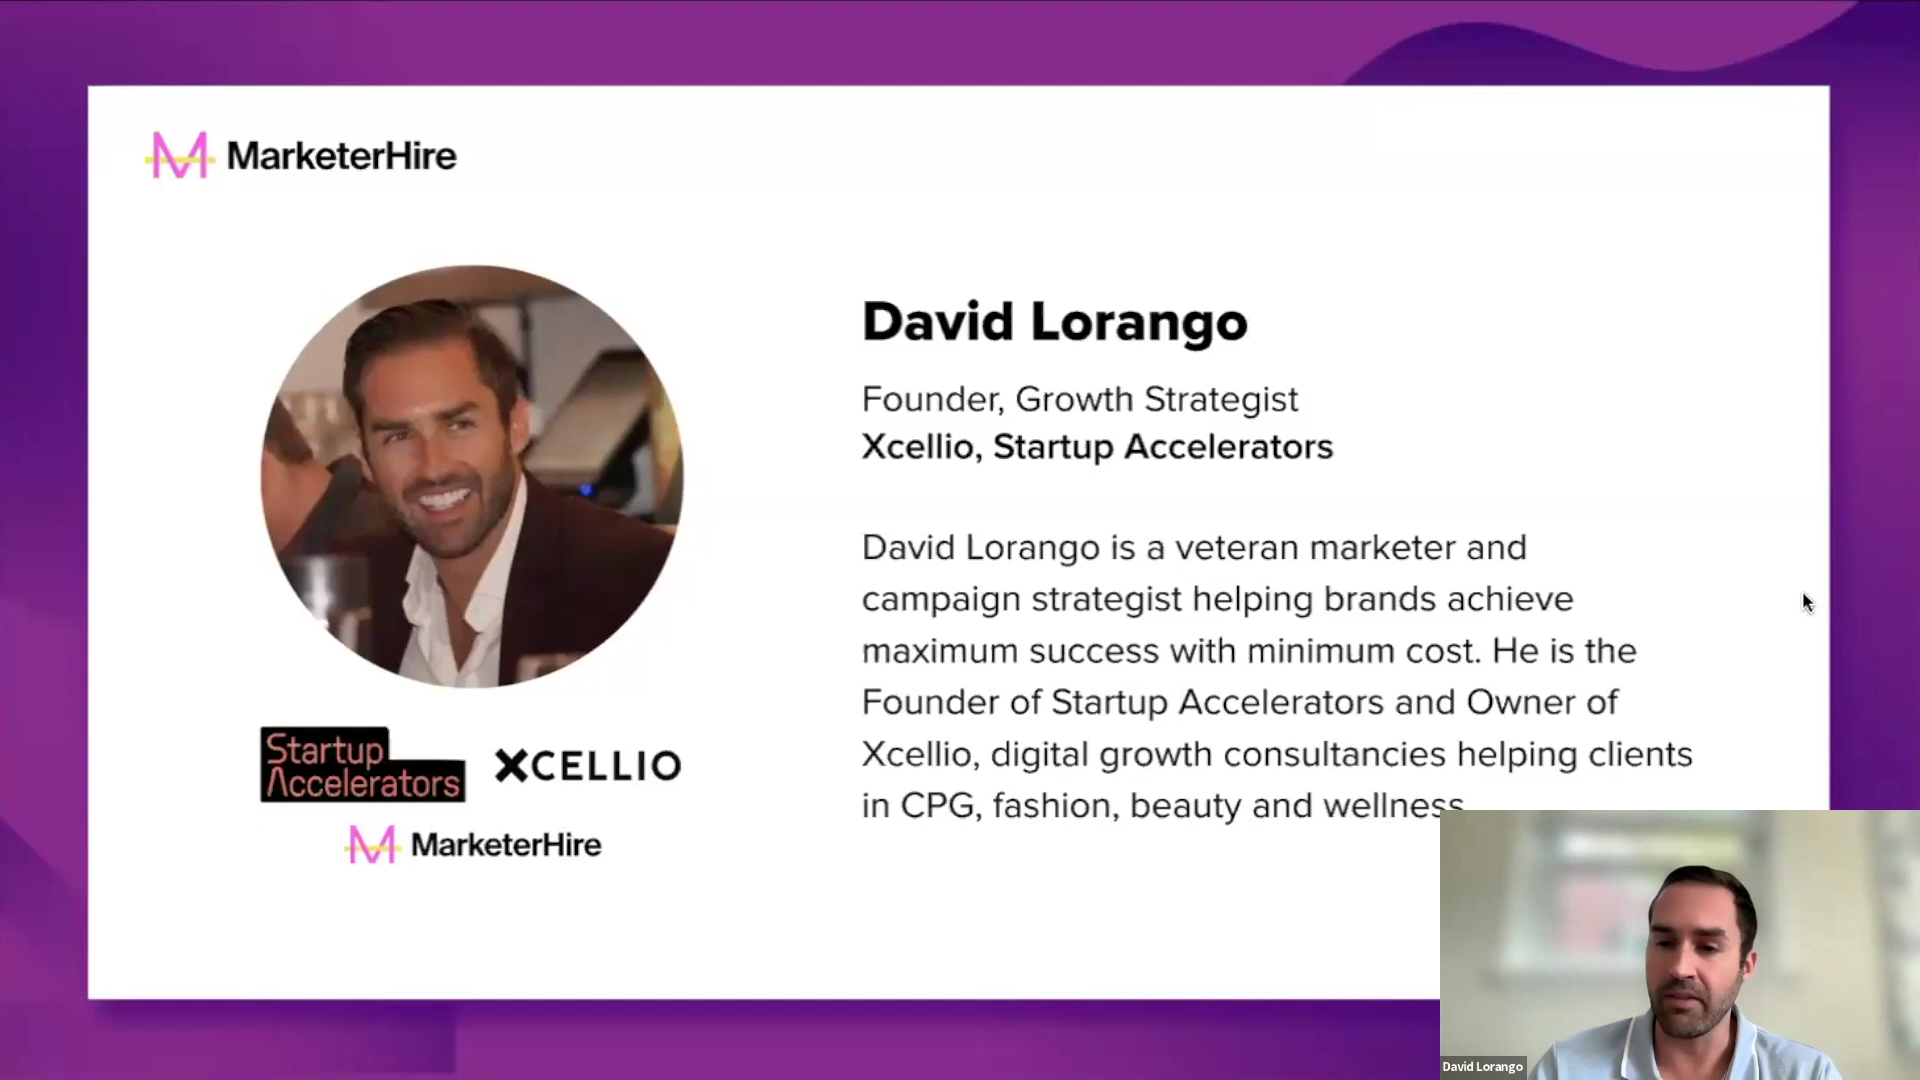 MarketerHire
David Lorango
Founder, Growth Strategist
Xcellio, Startup Accelerators
David Lorango is a veteran marketer and
campaign strategist helping brands achieve
maximum success with minimum cost. He is the
Founder of Startup Accelerators and Owner of
Xcellio, digital growth consultancies helping clients
in CPG, fashion, beauty and wellness
Startup
Accelerators
XCELLIO
MarketerHire
David Lorango